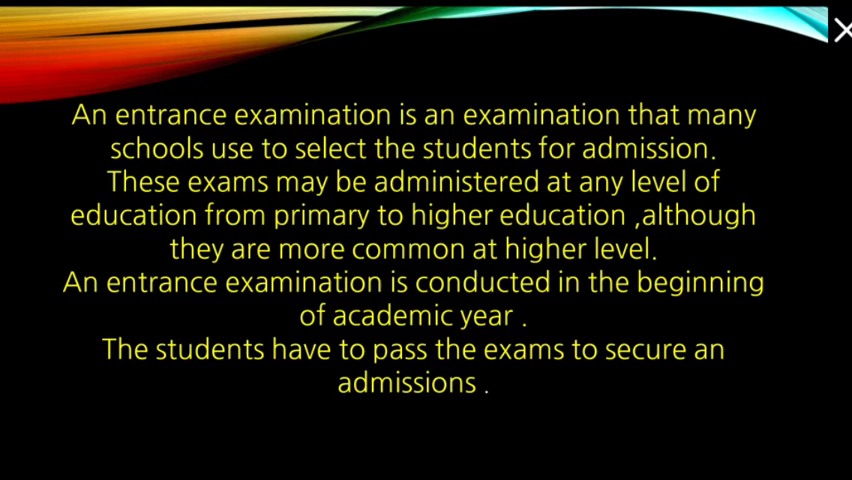 An entrance examination is an examination that many
schools use to select the students for admission.
These exams may be administered at any level of
education from primary to higher education ,although
they are more common at higher level.
An entrance examination is conducted in the beginning
of academic year .
The students have to pass the exams to secure an
admissions .